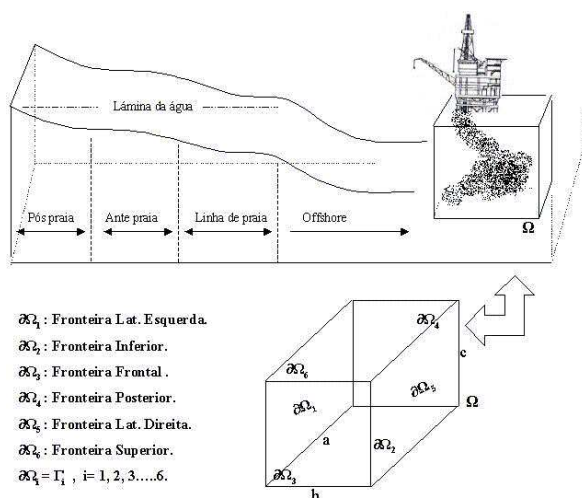 Lámina da água
Pós praia
Ante praia
Linha de praia
Offshore
Ω
∂Ω₁ : Fronteira Lat. Esquerda.
∂Ω₂ : Fronteira Inferior.
∂Ω₃ : Fronteira Frontal .
∂Ω₄ : Fronteira Posterior.
∂Ω₅ : Fronteira Lat. Direita.
∂Ω₆ : Fronteira Superior.
∂Ωᵢ = Γᵢ , i= 1, 2, 3.....6.
∂Ω₄
c
∂Ω₆
∂Ω₅
∂Ω₁
Ω
a
∂Ω₂
∂Ω₃
b